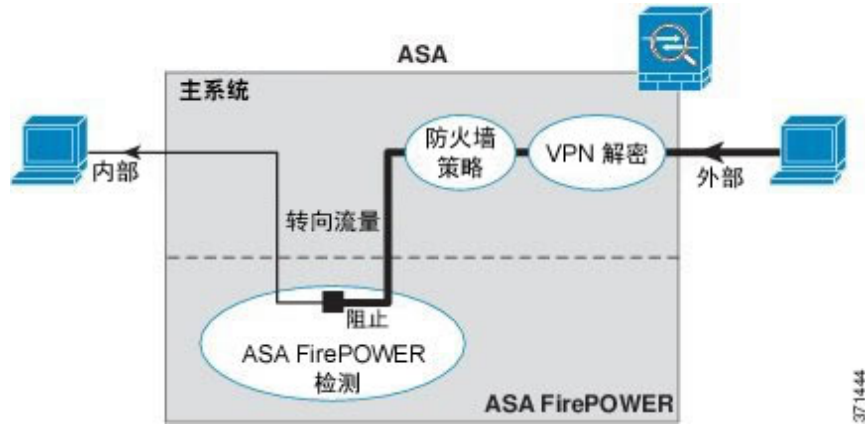 ASA
主系统
防火墙
策略
VPN 解密
内部
外部
转向流量
阻止
ASA FirePOWER
检测
ASA FirePOWER
371444